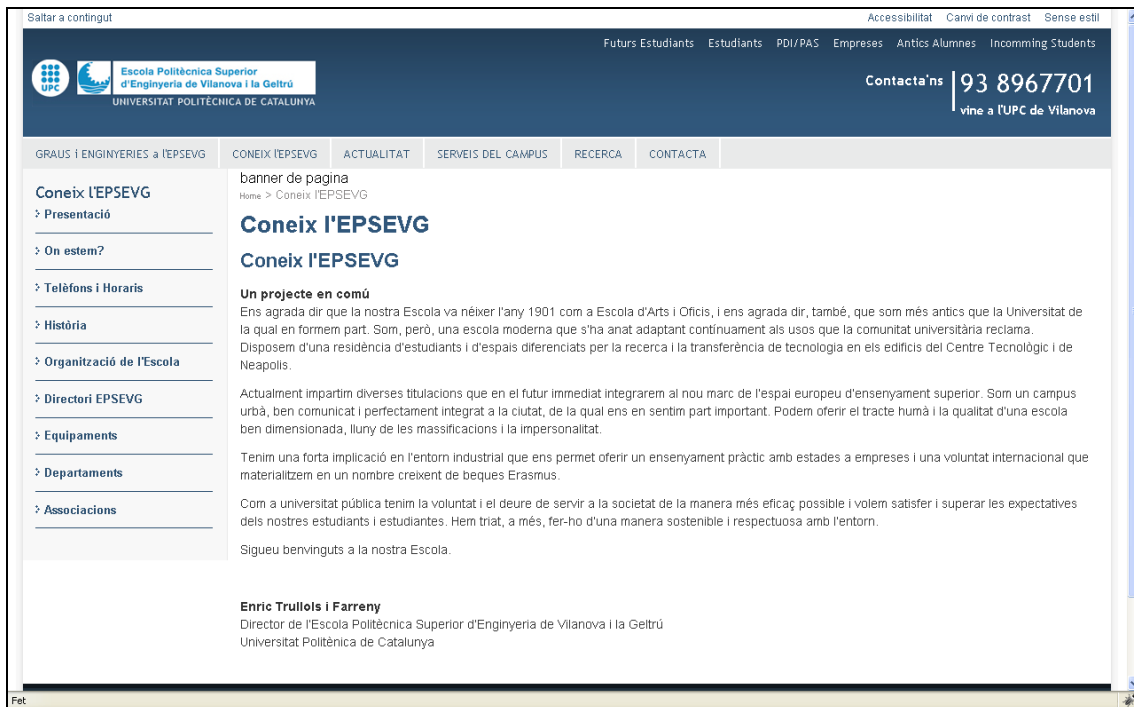 Saltar a contingut
Accessibilitat Canvi de contrast Sense estil
Futurs Estudiants Estudiants PDI/PAS Empreses Antics Alumnes Incomming Students
UPC
Escola Politècnica Superior
d'Enginyeria de Vilanova i la Geltrú
UNIVERSITAT POLITÈCNICA DE CATALUNYA
Contacta'ns
93 8967701
vine a l'UPC de Vilanova
GRAUS i ENGINYERIES a l'EPSEVG CONEIX l'EPSEVG ACTUALITAT SERVEIS DEL CAMPUS RECERCA CONTACTA
Coneix l'EPSEVG
Presentació
On estem?
Telèfons i Horaris
Història
Organització de l'Escola
Directori EPSEVG
Equipaments
Departaments
Associacions
banner de pagina
Home > Coneix l'EPSEVG
Coneix l'EPSEVG
Coneix l'EPSEVG
Un projecte en comú
Ens agrada dir que la nostra Escola va néixer l'any 1901 com a Escola d'Arts i Oficis, i ens agrada dir, també, que som més antics que la Universitat de
la qual en formem part. Som, però, una escola moderna que s'ha anat adaptant contínuament als usos que la comunitat universitària reclama.
Disposem d'una residència d'estudiants i d'espais diferenciats per la recerca i la transferència de tecnologia en els edificis del Centre Tecnològic i de
Neapolis.
Actualment impartim diverses titulacions que en el futur immediat integrarem al nou marc de l'espai europeu d'ensenyament superior. Som un campus
urbà, ben comunicat i perfectament integrat a la ciutat, de la qual ens en sentim part important. Podem oferir el tracte humà i la qualitat d'una escola
ben dimensionada, lluny de les massificacions i la impersonalitat.
Tenim una forta implicació en l'entorn industrial que ens permet oferir un ensenyament pràctic amb estades a empreses i una voluntat internacional que
materialitzem en un nombre creixent de beques Erasmus.
Com a universitat pública tenim la voluntat i el deure de servir a la societat de la manera més eficaç possible i volem satisfer i superar les expectatives
dels nostres estudiants i estudiantes. Hem triat, a més, fer-ho d'una manera sostenible i respectuosa amb l'entorn.
Sigueu benvinguts a la nostra Escola.
Enric Trullols i Farreny
Director de l'Escola Politècnica Superior d'Enginyeria de Vilanova i la Geltrú
Universitat Politènica de Catalunya
Fet